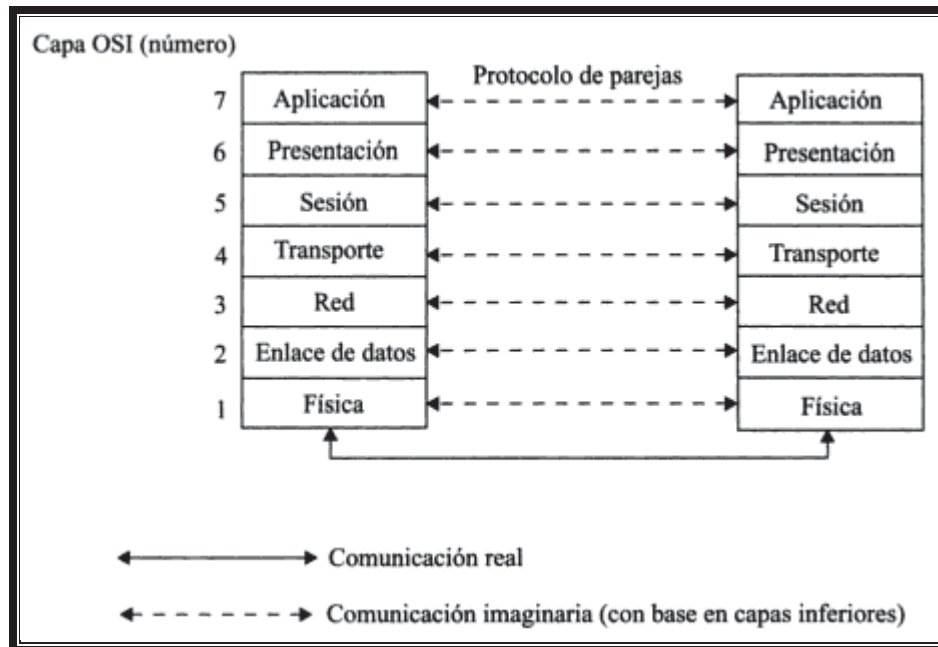 Capa OSI (número)
Protocolo de parejas
7 Aplicación Aplicación
6 Presentación Presentación
5 Sesión Sesión
4 Transporte Transporte
3 Red Red
2 Enlace de datos Enlace de datos
1 Física Física
Comunicación real
Comunicación imaginaria (con base en capas inferiores)